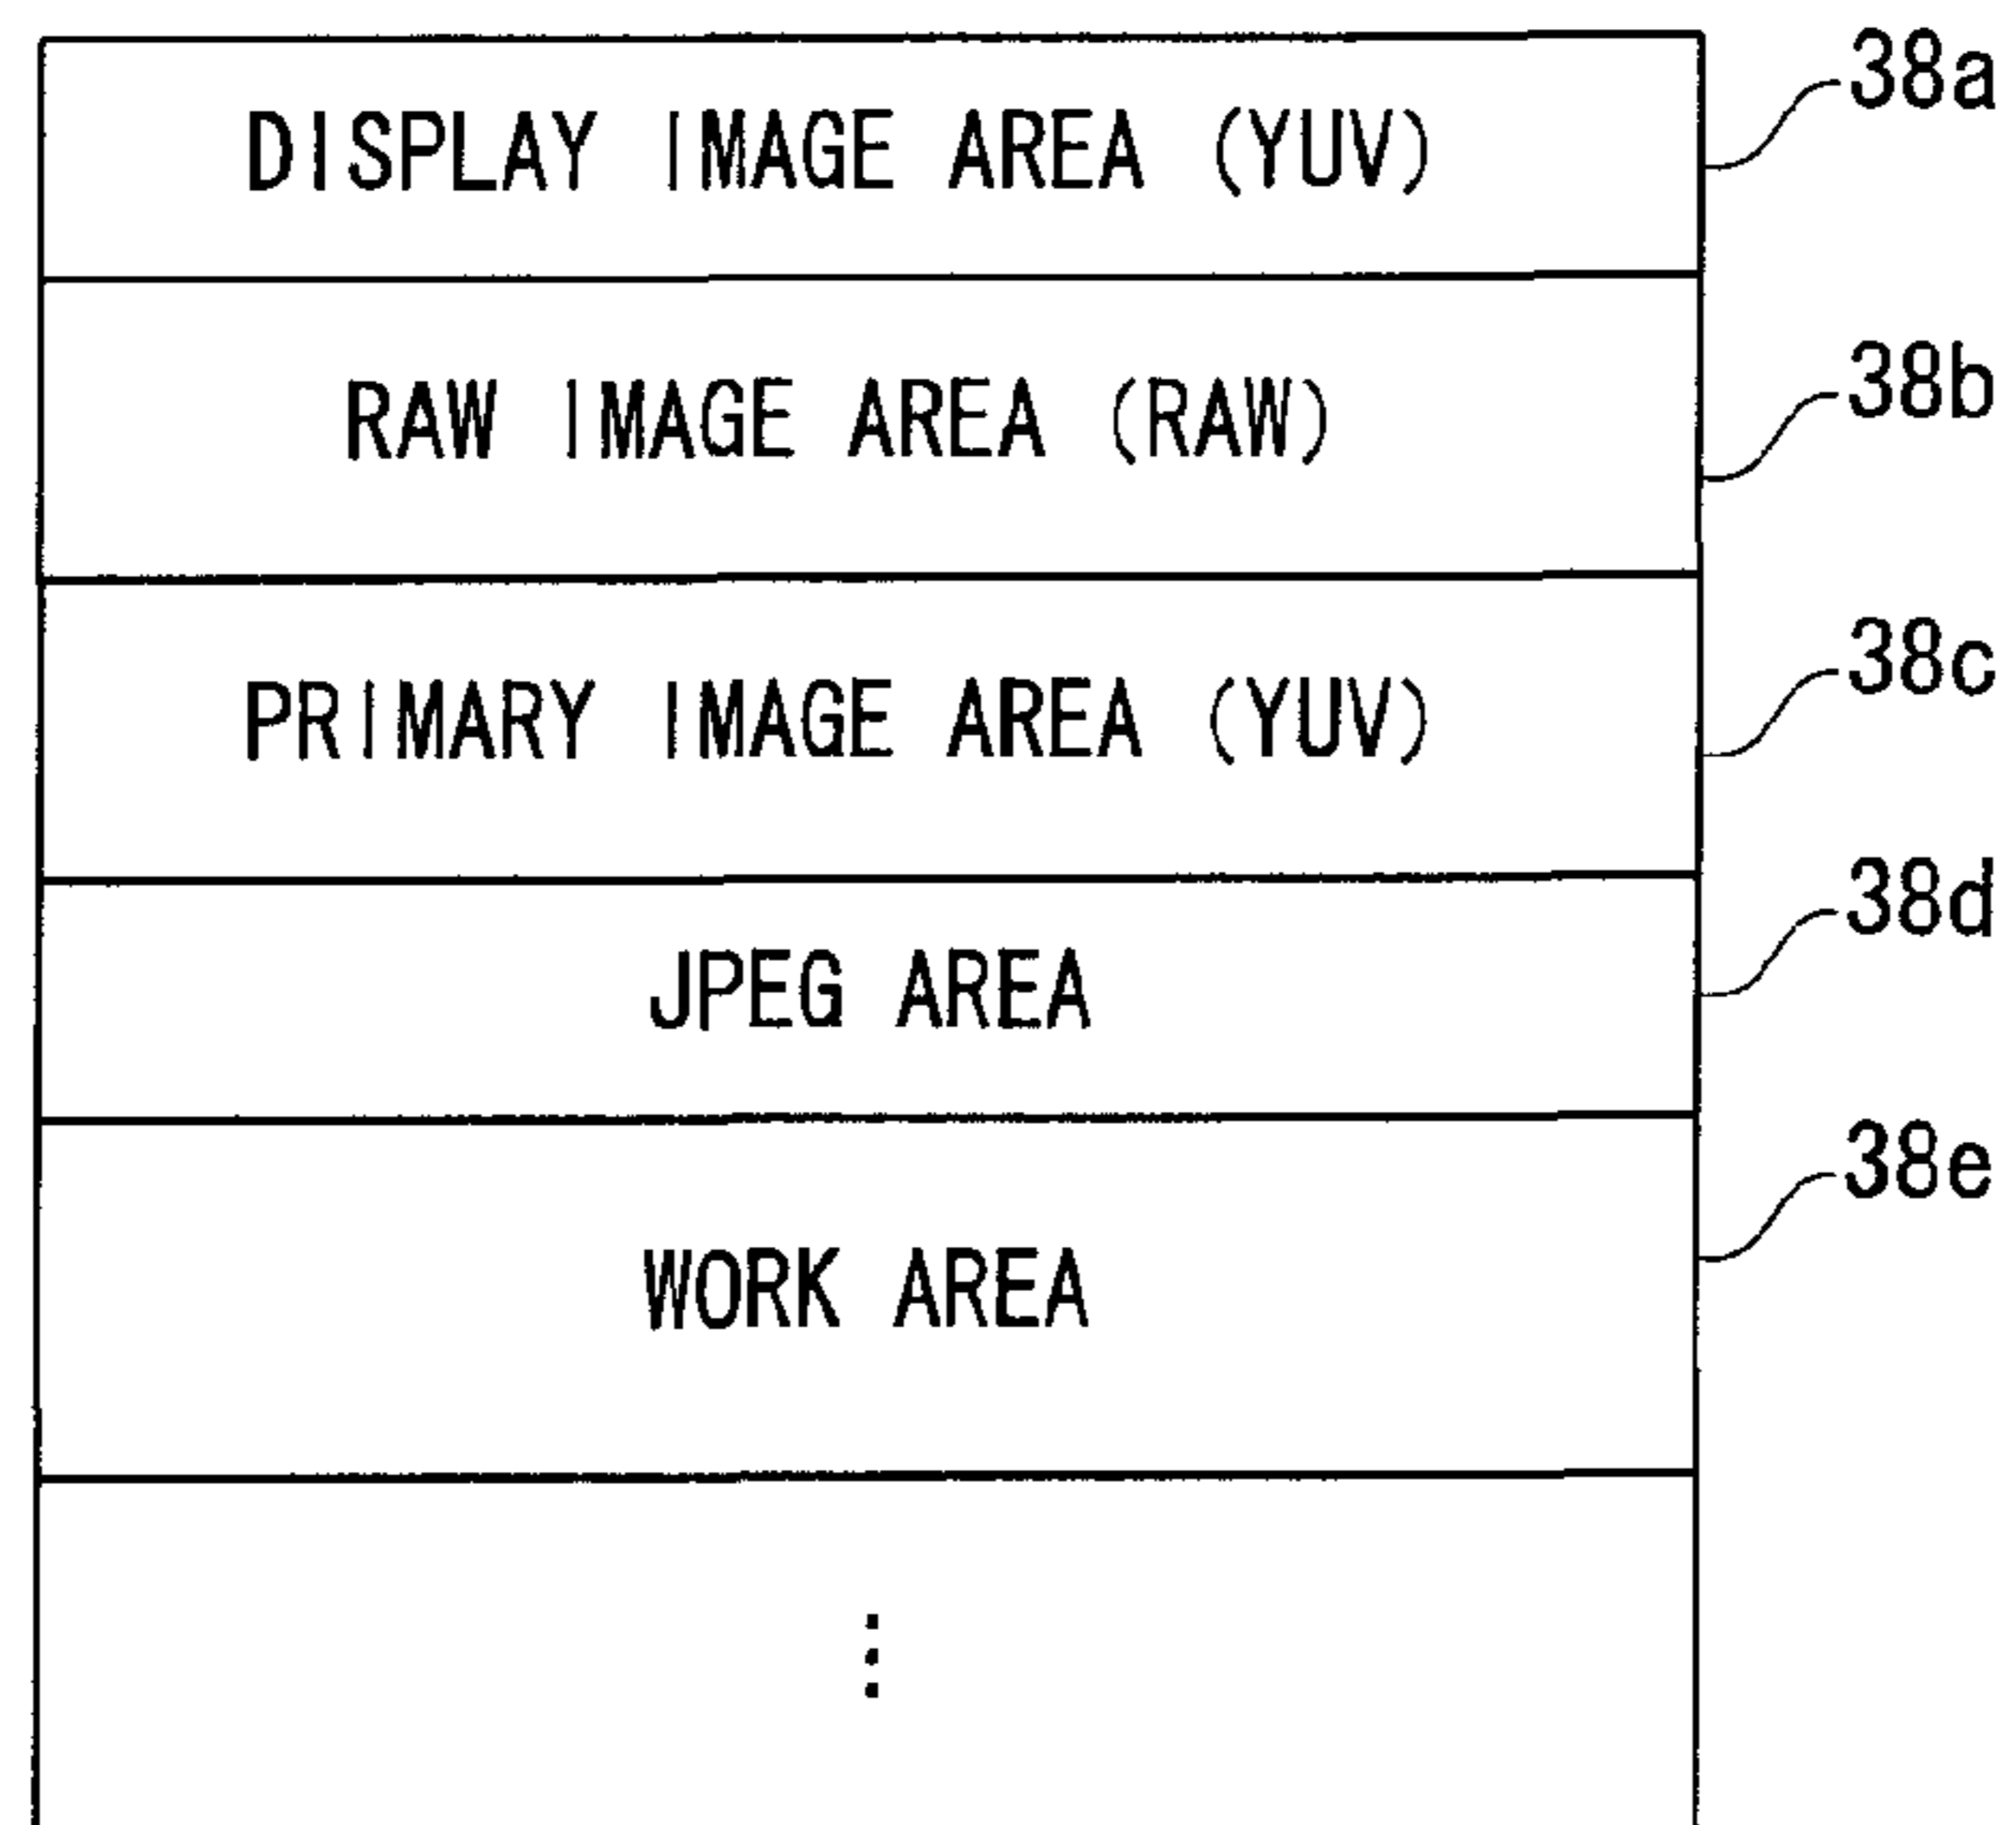 DISPLAY IMAGE AREA (YUV)
38a
RAW IMAGE AREA (RAW)
38b
PRIMARY IMAGE AREA (YUV)
38c
JPEG AREA
38d
WORK AREA
38e